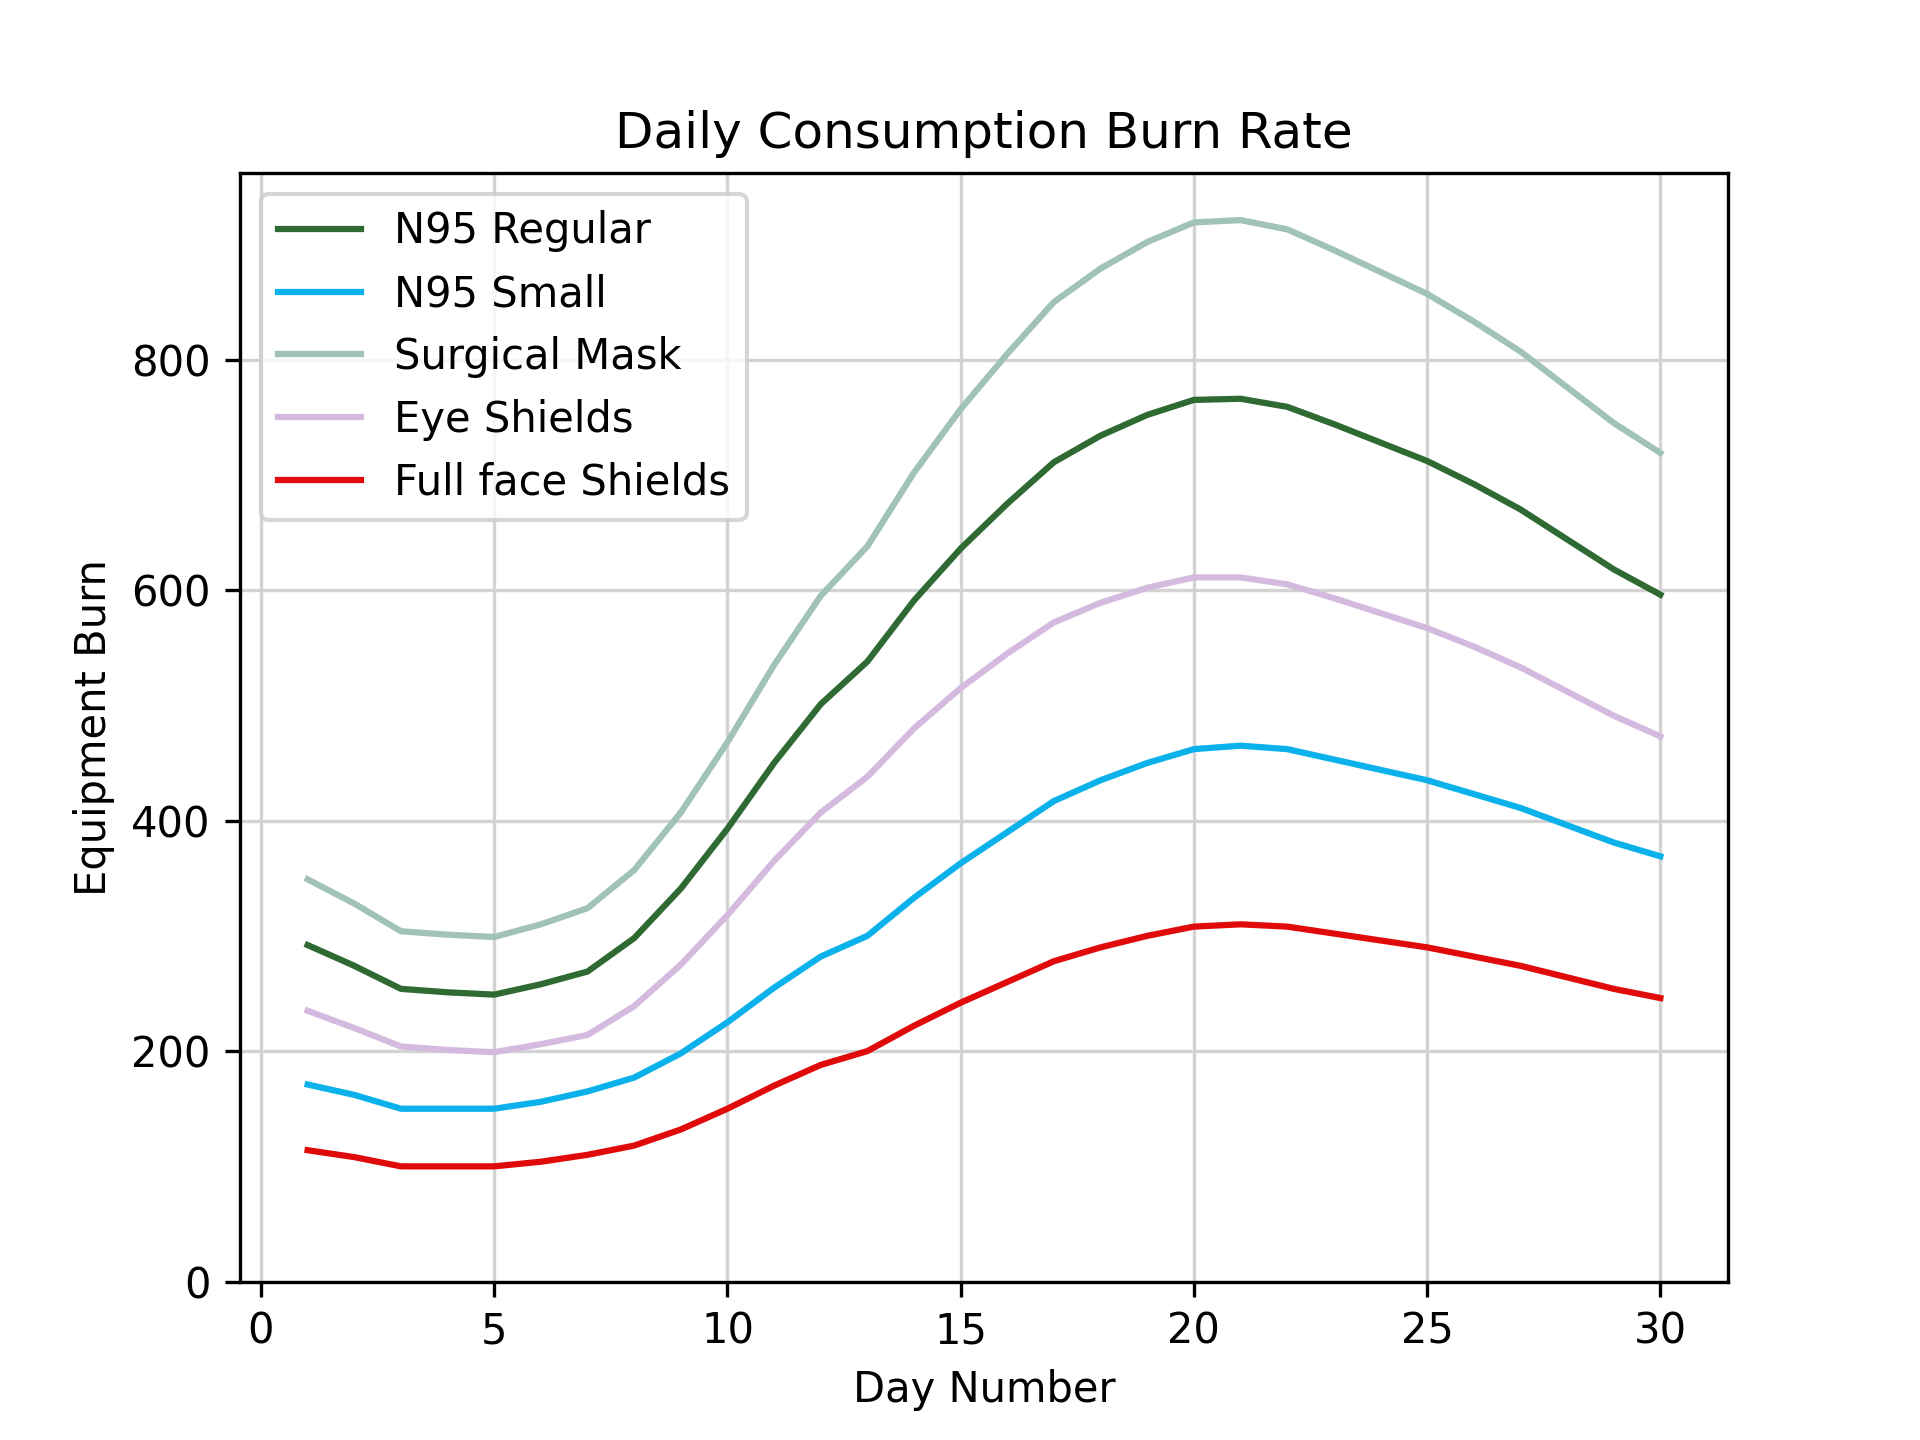 Daily Consumption Burn Rate
N95 Regular
N95 Small
Surgical Mask
Eye Shields
Full face Shields
800
600
400
200
0
Equipment Burn
0 5 10 15 20 25 30
Day Number